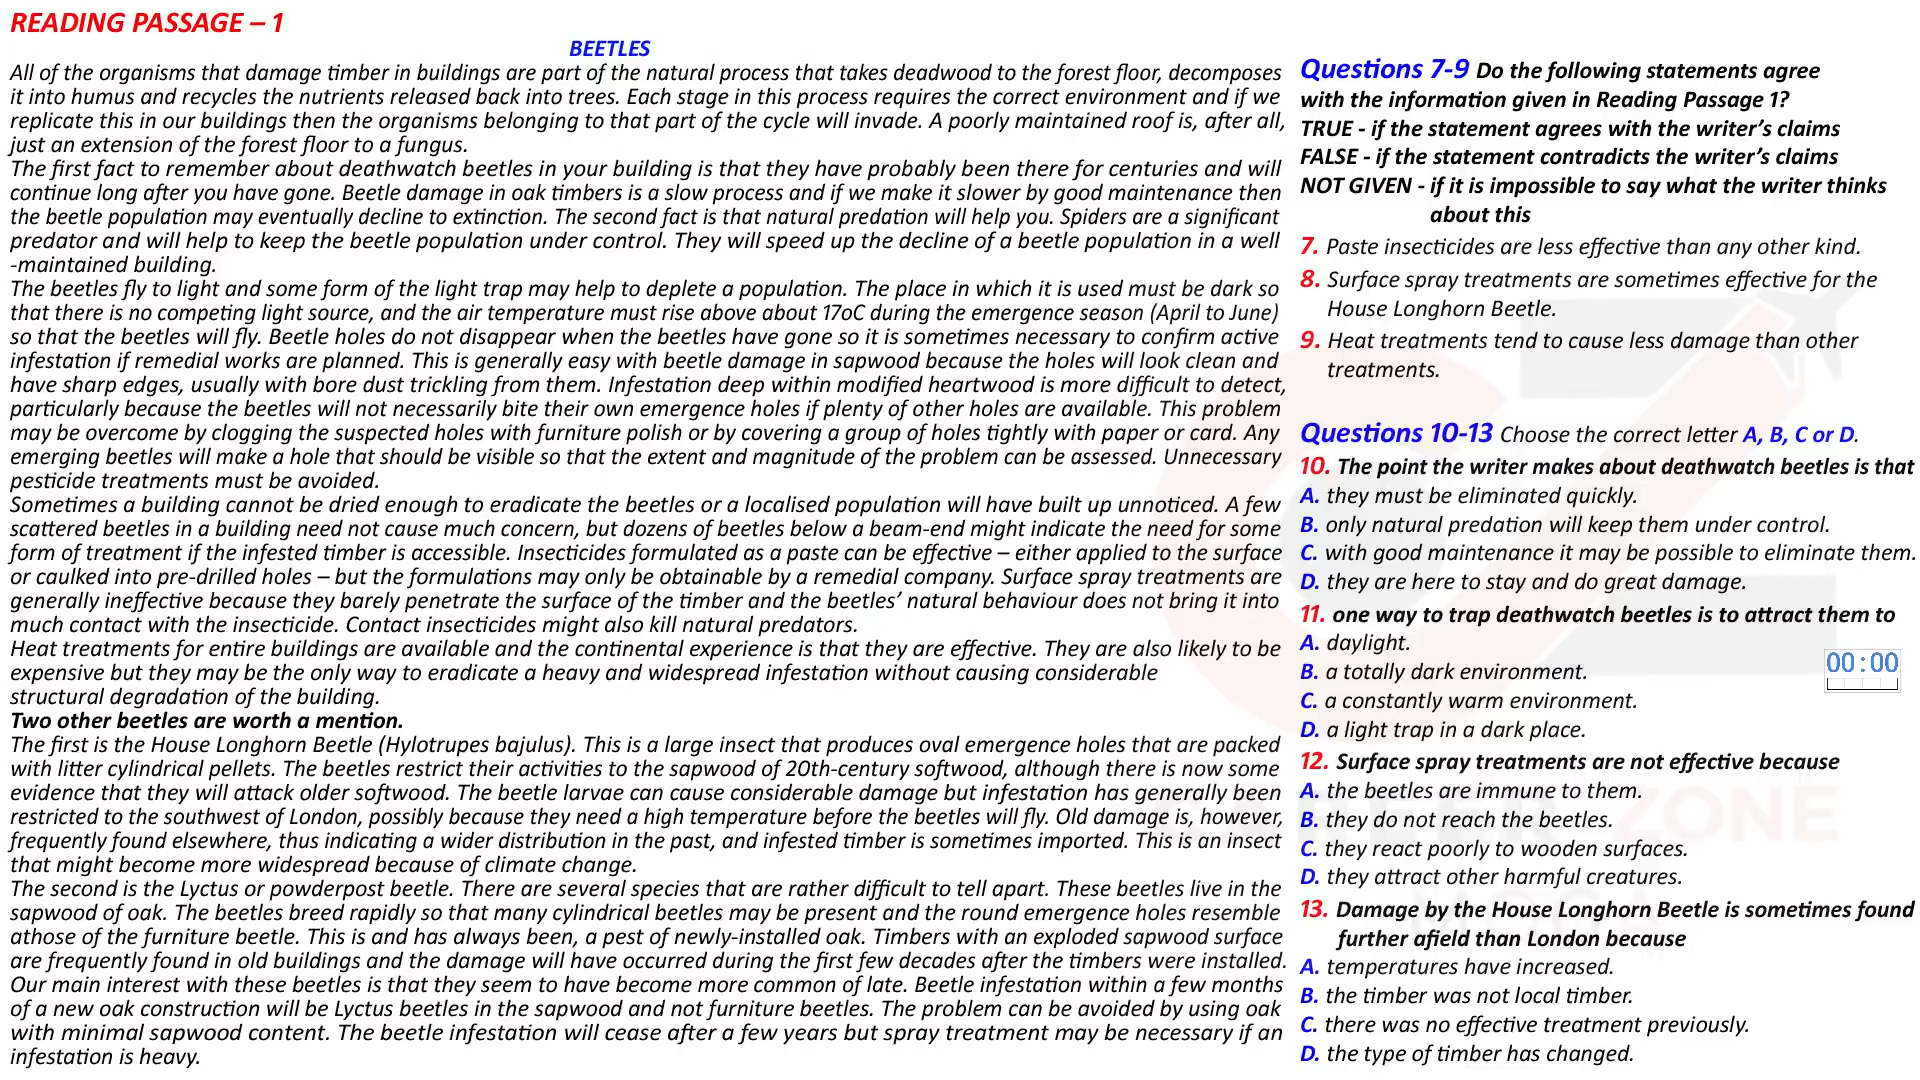 READING PASSAGE – 1
BEETLES
All of the organisms that damage timber in buildings are part of the natural process that takes deadwood to the forest floor, decomposes
it into humus and recycles the nutrients released back into trees. Each stage in this process requires the correct environment and if we
replicate this in our buildings then the organisms belonging to that part of the cycle will invade. A poorly maintained roof is, after all,
just an extension of the forest floor to a fungus.
The first fact to remember about deathwatch beetles in your building is that they have probably been there for centuries and will
continue long after you have gone. Beetle damage in oak timbers is a slow process and if we make it slower by good maintenance then
the beetle population may eventually decline to extinction. The second fact is that natural predation will help you. Spiders are a significant
predator and will help to keep the beetle population under control. They will speed up the decline of a beetle population in a well
-maintained building.
The beetles fly to light and some form of the light trap may help to deplete a population. The place in which it is used must be dark so
that there is no competing light source, and the air temperature must rise above about 17oC during the emergence season (April to June)
so that the beetles will fly. Beetle holes do not disappear when the beetles have gone so it is sometimes necessary to confirm active
infestation if remedial works are planned. This is generally easy with beetle damage in sapwood because the holes will look clean and
have sharp edges, usually with bore dust trickling from them. Infestation deep within modified heartwood is more difficult to detect,
particularly because the beetles will not necessarily bite their own emergence holes if plenty of other holes are available. This problem
may be overcome by clogging the suspected holes with furniture polish or by covering a group of holes tightly with paper or card. Any
emerging beetles will make a hole that should be visible so that the extent and magnitude of the problem can be assessed. Unnecessary
pesticide treatments must be avoided.
Sometimes a building cannot be dried enough to eradicate the beetles or a localised population will have built up unnoticed. A few
scattered beetles in a building need not cause much concern, but dozens of beetles below a beam-end might indicate the need for some
form of treatment if the infested timber is accessible. Insecticides formulated as a paste can be effective – either applied to the surface
or caulked into pre-drilled holes – but the formulations may only be obtainable by a remedial company. Surface spray treatments are
generally ineffective because they barely penetrate the surface of the timber and the beetles’ natural behaviour does not bring it into
much contact with the insecticide. Contact insecticides might also kill natural predators.
Heat treatments for entire buildings are available and the continental experience is that they are effective. They are also likely to be
expensive but they may be the only way to eradicate a heavy and widespread infestation without causing considerable
structural degradation of the building.
Two other beetles are worth a mention.
The first is the House Longhorn Beetle (Hylotrupes bajulus). This is a large insect that produces oval emergence holes that are packed
with litter cylindrical pellets. The beetles restrict their activities to the sapwood of 20th-century softwood, although there is now some
evidence that they will attack older softwood. The beetle larvae can cause considerable damage but infestation has generally been
restricted to the southwest of London, possibly because they need a high temperature before the beetles will fly. Old damage is, however,
frequently found elsewhere, thus indicating a wider distribution in the past, and infested timber is sometimes imported. This is an insect
that might become more widespread because of climate change.
The second is the Lyctus or powderpost beetle. There are several species that are rather difficult to tell apart. These beetles live in the
sapwood of oak. The beetles breed rapidly so that many cylindrical beetles may be present and the round emergence holes resemble
athose of the furniture beetle. This is and has always been, a pest of newly-installed oak. Timbers with an exploded sapwood surface
are frequently found in old buildings and the damage will have occurred during the first few decades after the timbers were installed.
Our main interest with these beetles is that they seem to have become more common of late. Beetle infestation within a few months
of a new oak construction will be Lyctus beetles in the sapwood and not furniture beetles. The problem can be avoided by using oak
with minimal sapwood content. The beetle infestation will cease after a few years but spray treatment may be necessary if an
infestation is heavy.
Questions 7-9 Do the following statements agree
with the information given in Reading Passage 1?
TRUE - if the statement agrees with the writer’s claims
FALSE - if the statement contradicts the writer’s claims
NOT GIVEN - if it is impossible to say what the writer thinks
about this
7. Paste insecticides are less effective than any other kind.
8. Surface spray treatments are sometimes effective for the
House Longhorn Beetle.
9. Heat treatments tend to cause less damage than other
treatments.
Questions 10-13 Choose the correct letter A, B, C or D.
10. The point the writer makes about deathwatch beetles is that
A. they must be eliminated quickly.
B. only natural predation will keep them under control.
C. with good maintenance it may be possible to eliminate them.
D. they are here to stay and do great damage.
11. one way to trap deathwatch beetles is to attract them to
A. daylight.
B. a totally dark environment.
C. a constantly warm environment.
D. a light trap in a dark place.
00:00
12. Surface spray treatments are not effective because
A. the beetles are immune to them.
B. they do not reach the beetles.
C. they react poorly to wooden surfaces.
D. they attract other harmful creatures.
13. Damage by the House Longhorn Beetle is sometimes found
further afield than London because
A. temperatures have increased.
B. the timber was not local timber.
C. there was no effective treatment previously.
D. the type of timber has changed.
CAREER ZONE
MOGA